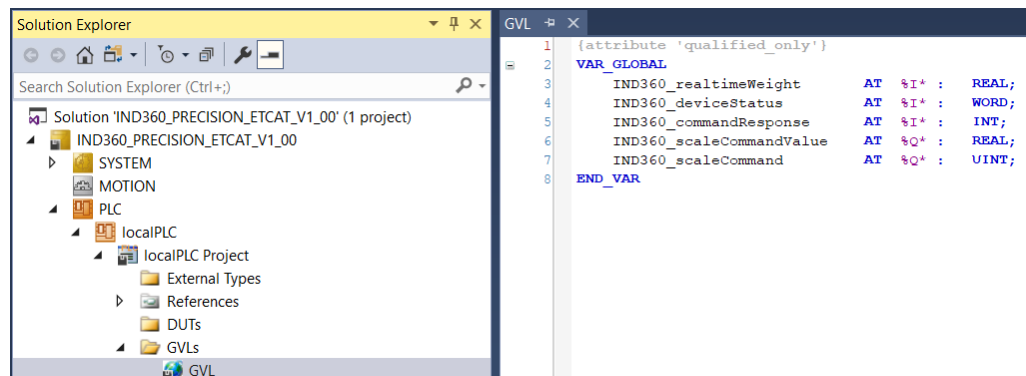 Solution Explorer
Search Solution Explorer (Ctrl+;)
Solution 'IND360_PRECISION_ETCAT_V1_00' (1 project)
IND360_PRECISION_ETCAT_V1_00
SYSTEM
MOTION
PLC
localPLC
localPLC Project
External Types
References
DUTs
GVLs
GVL
GVL
1 {attribute 'qualified_only'}
2 VAR_GLOBAL
3 IND360_realtimeWeight AT %I* : REAL;
4 IND360_deviceStatus AT %I* : WORD;
5 IND360_commandResponse AT %I* : INT;
6 IND360_scaleCommandValue AT %Q* : REAL;
7 IND360_scaleCommand AT %Q* : UINT;
8 END_VAR